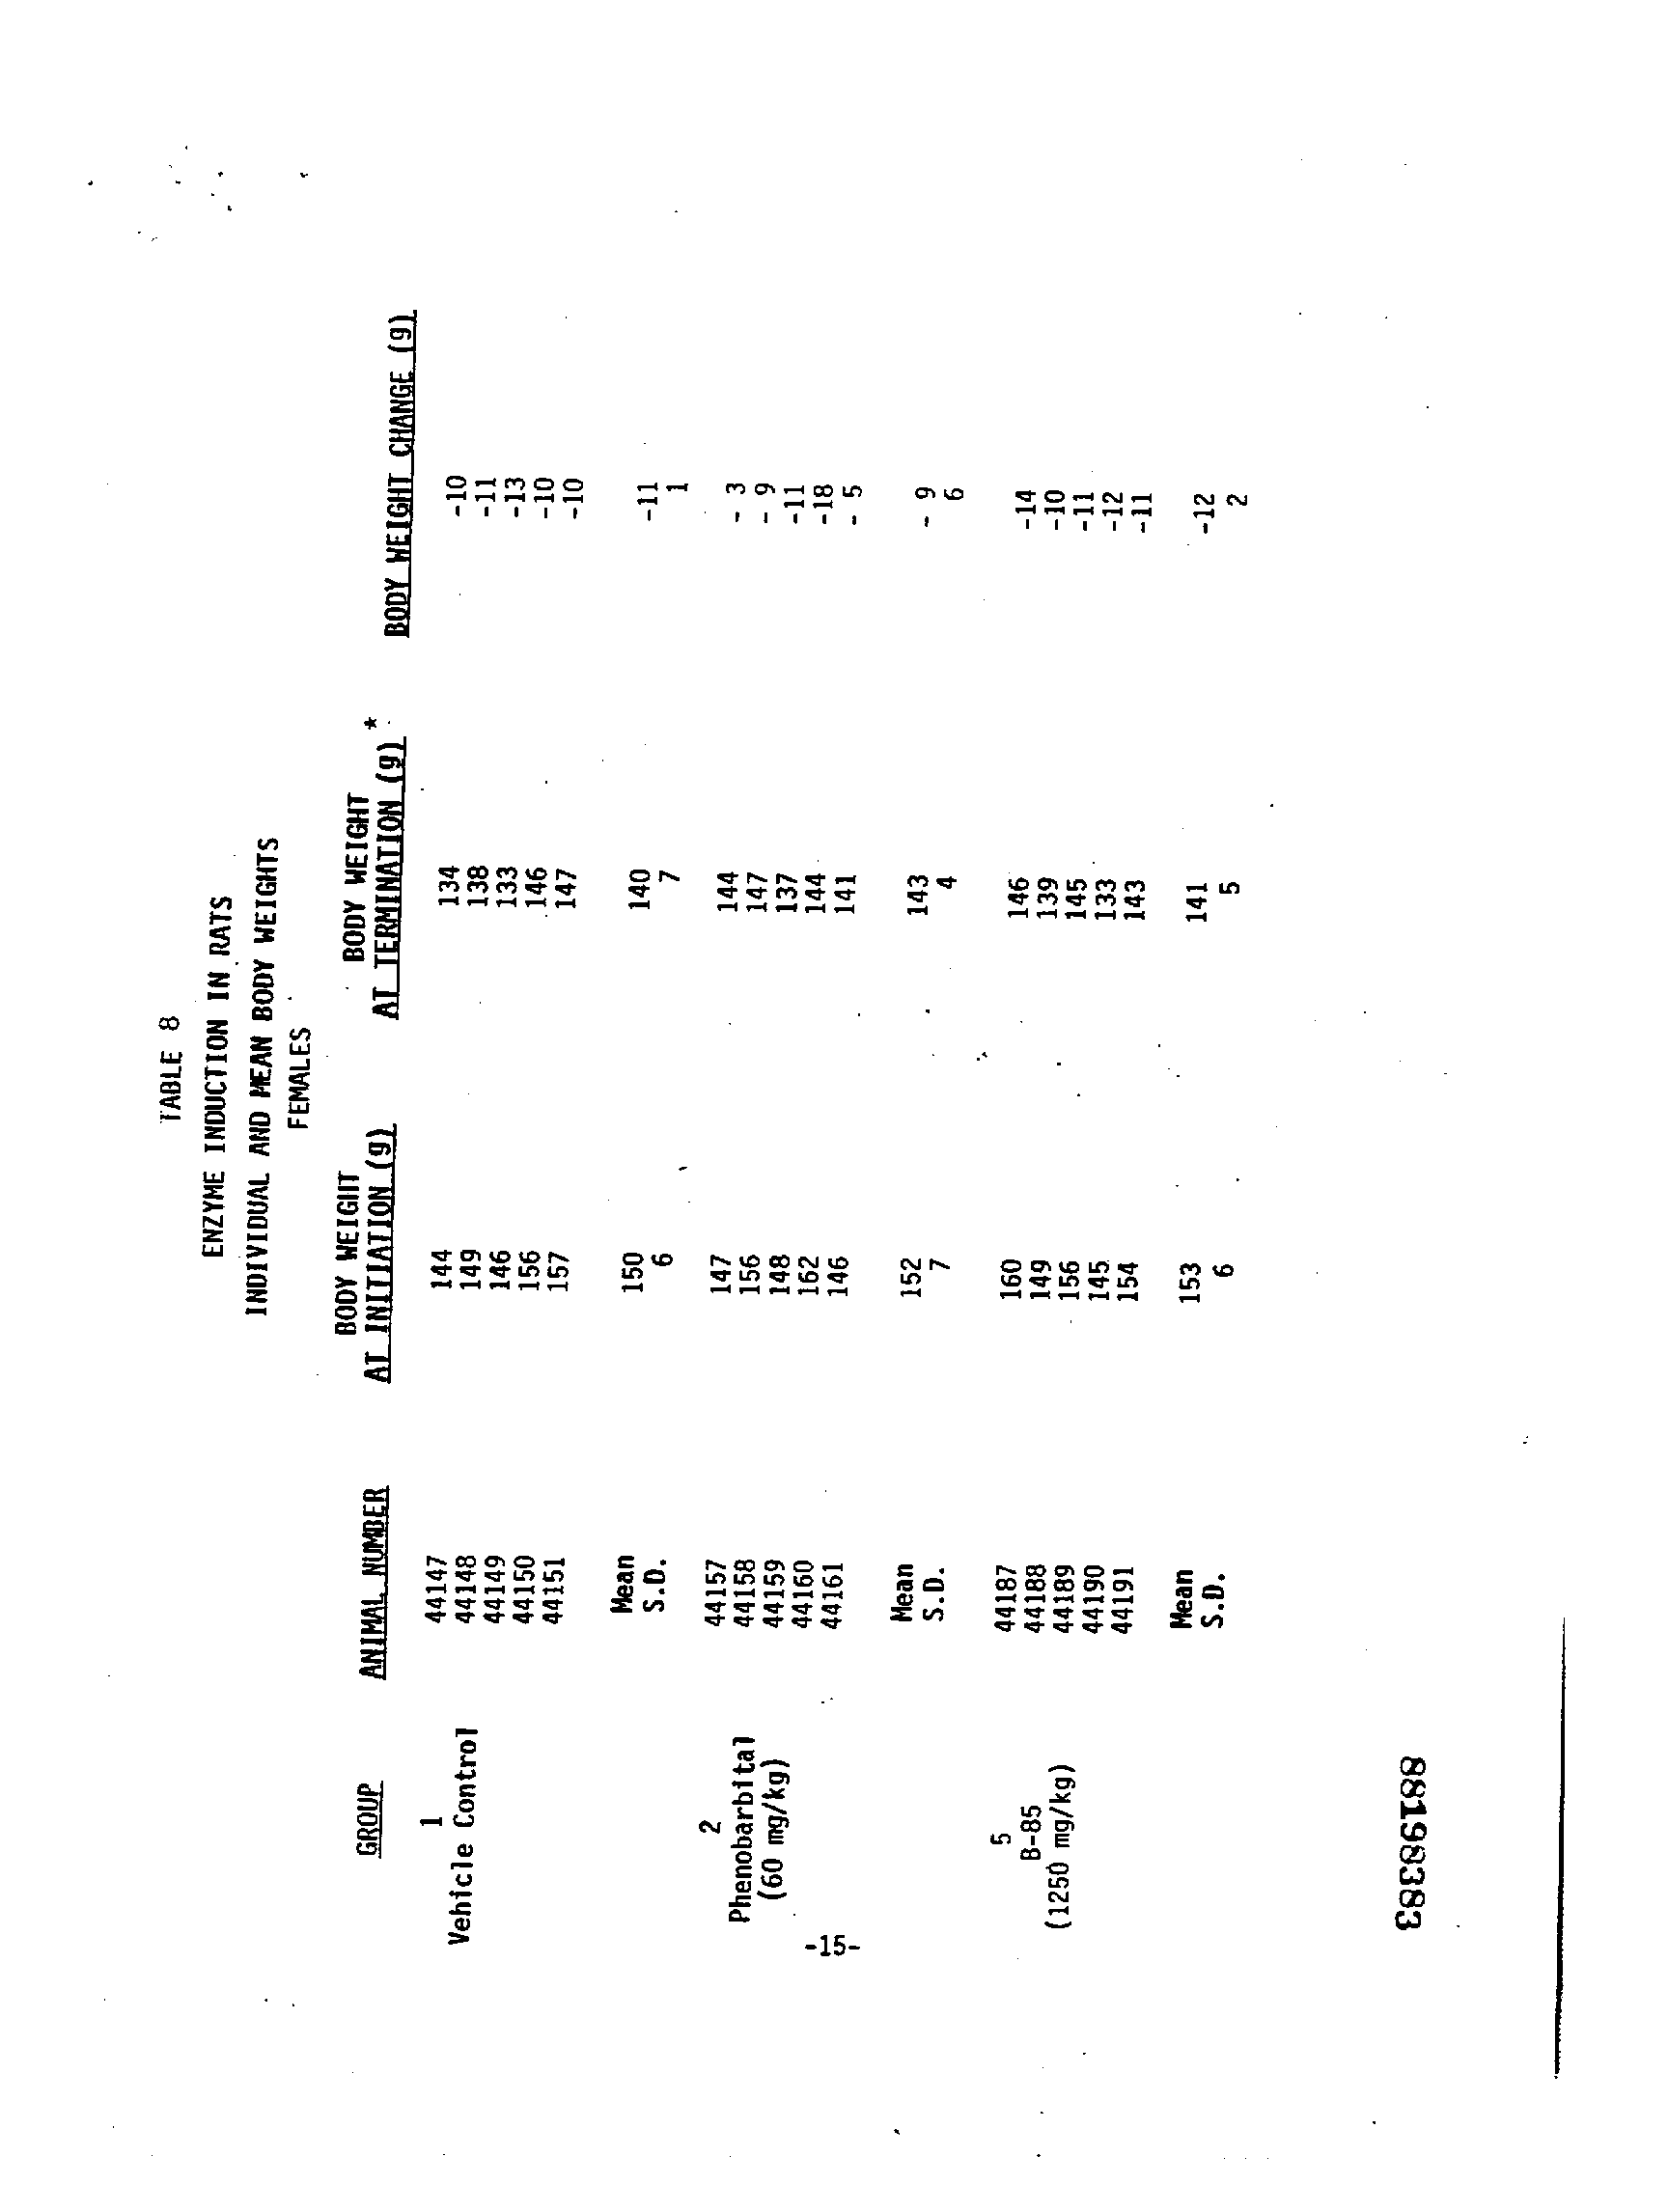 TABLE 8
ENZYME INDUCTION IN RATS
INDIVIDUAL AND MEAN BODY WEIGHTS
FEMALES
BODY WEIGHT BODY WEIGHT
GROUP ANIMAL NUMBER AT INITIATION (g) AT TERMINATION (g) * BODY WEIGHT CHANGE (g)
1 44147 144 134 -10
Vehicle Control 44148 149 138 -11
44149 146 133 -13
44150 156 146 -10
44151 157 147 -10
Mean 150 140 -11
S.D. 6 7 1
2 44157 147 144 - 3
Phenobarbital 44158 156 147 - 9
(60 mg/kg) 44159 148 137 -11
44160 162 144 -18
44161 146 141 - 5
Mean 152 143 - 9
S.D. 7 4 6
5 44187 160 146 -14
B-85 44188 149 139 -10
(1250 mg/kg) 44189 156 145 -11
44190 145 133 -12
44191 154 143 -11
Mean 153 141 -12
S.D. 6 5 2
-15-
88198383